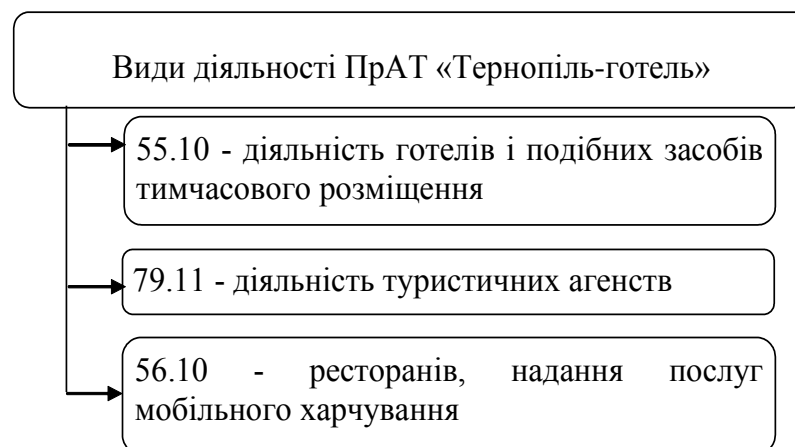 Види діяльності ПрАТ «Тернопіль-готель»
55.10 - діяльність готелів і подібних засобів
тимчасового розміщення
79.11 - діяльність туристичних агенств
56.10 - ресторанів, надання послуг
мобільного харчування